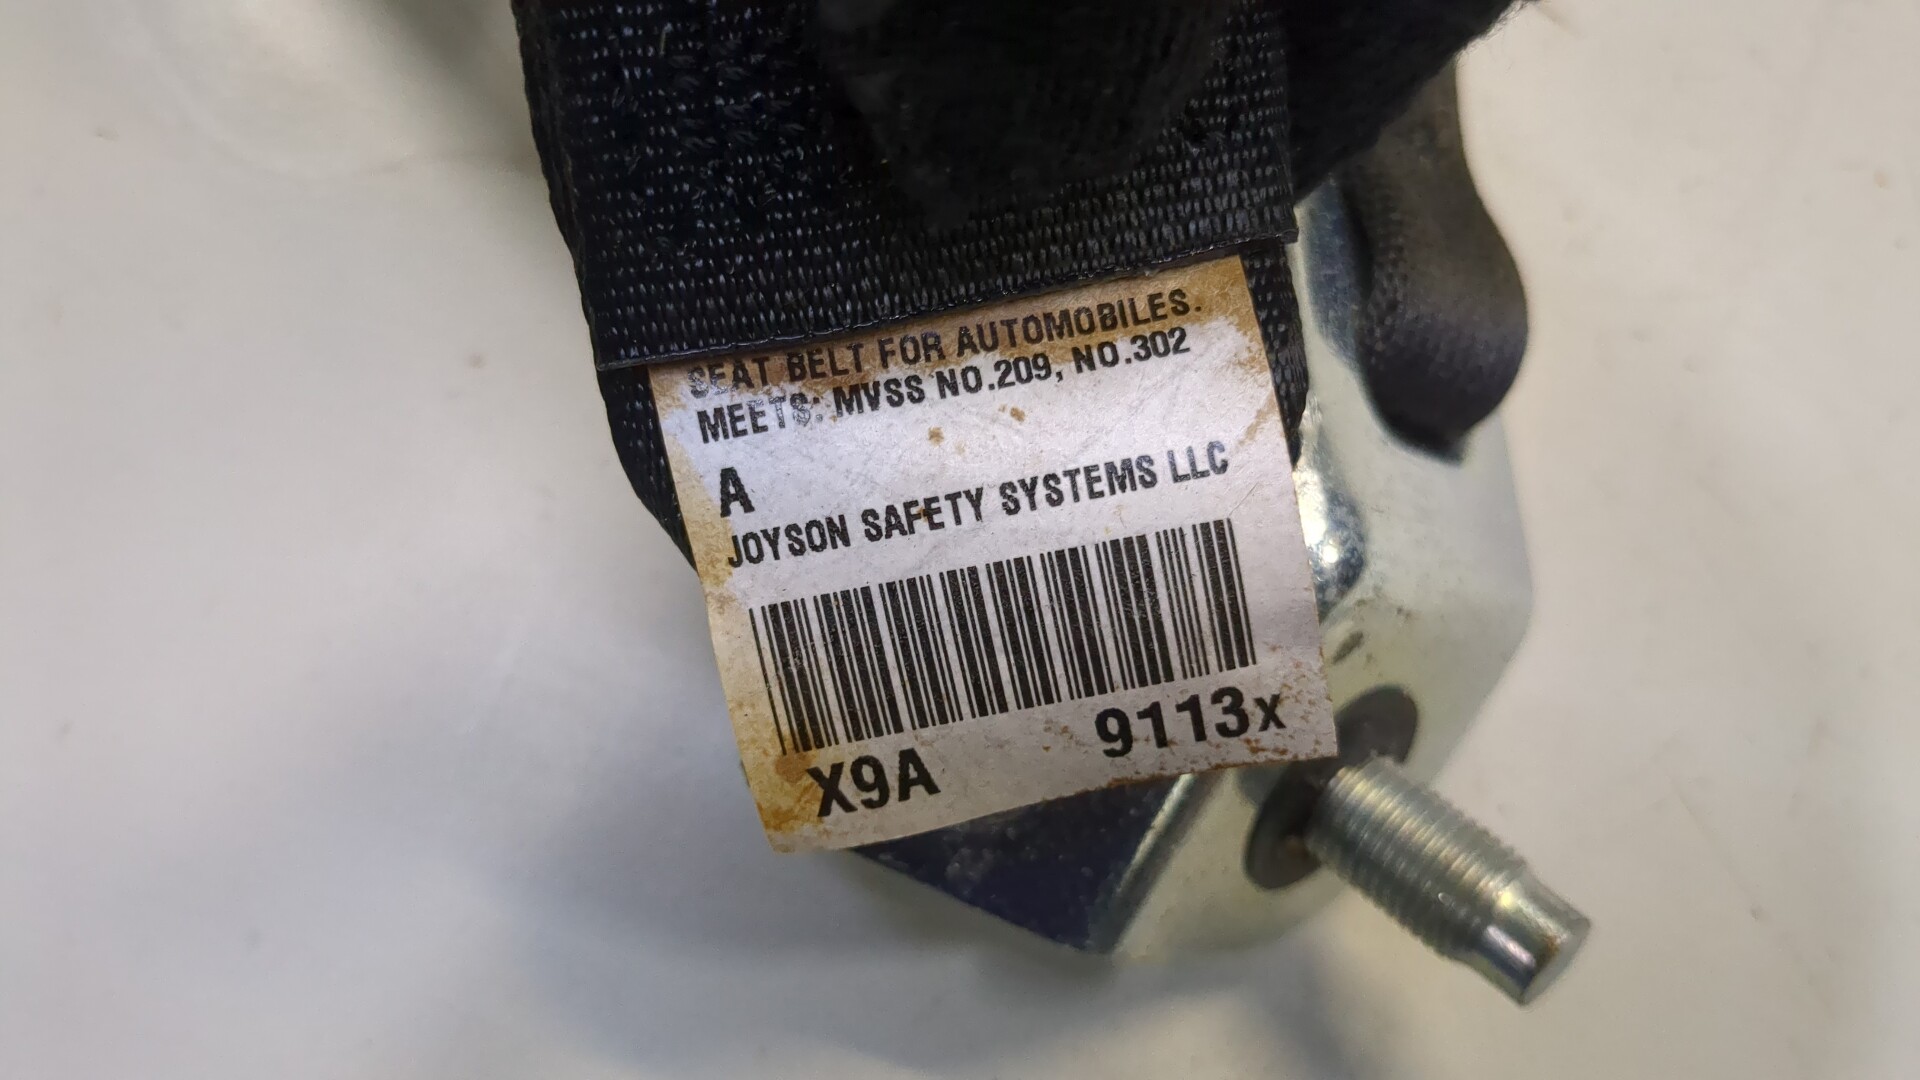 SEAT BELT FOR AUTOMOBILES.
MEETS: MVSS NO.209, NO.302
A
JOYSON SAFETY SYSTEMS LLC
X9A 9113x